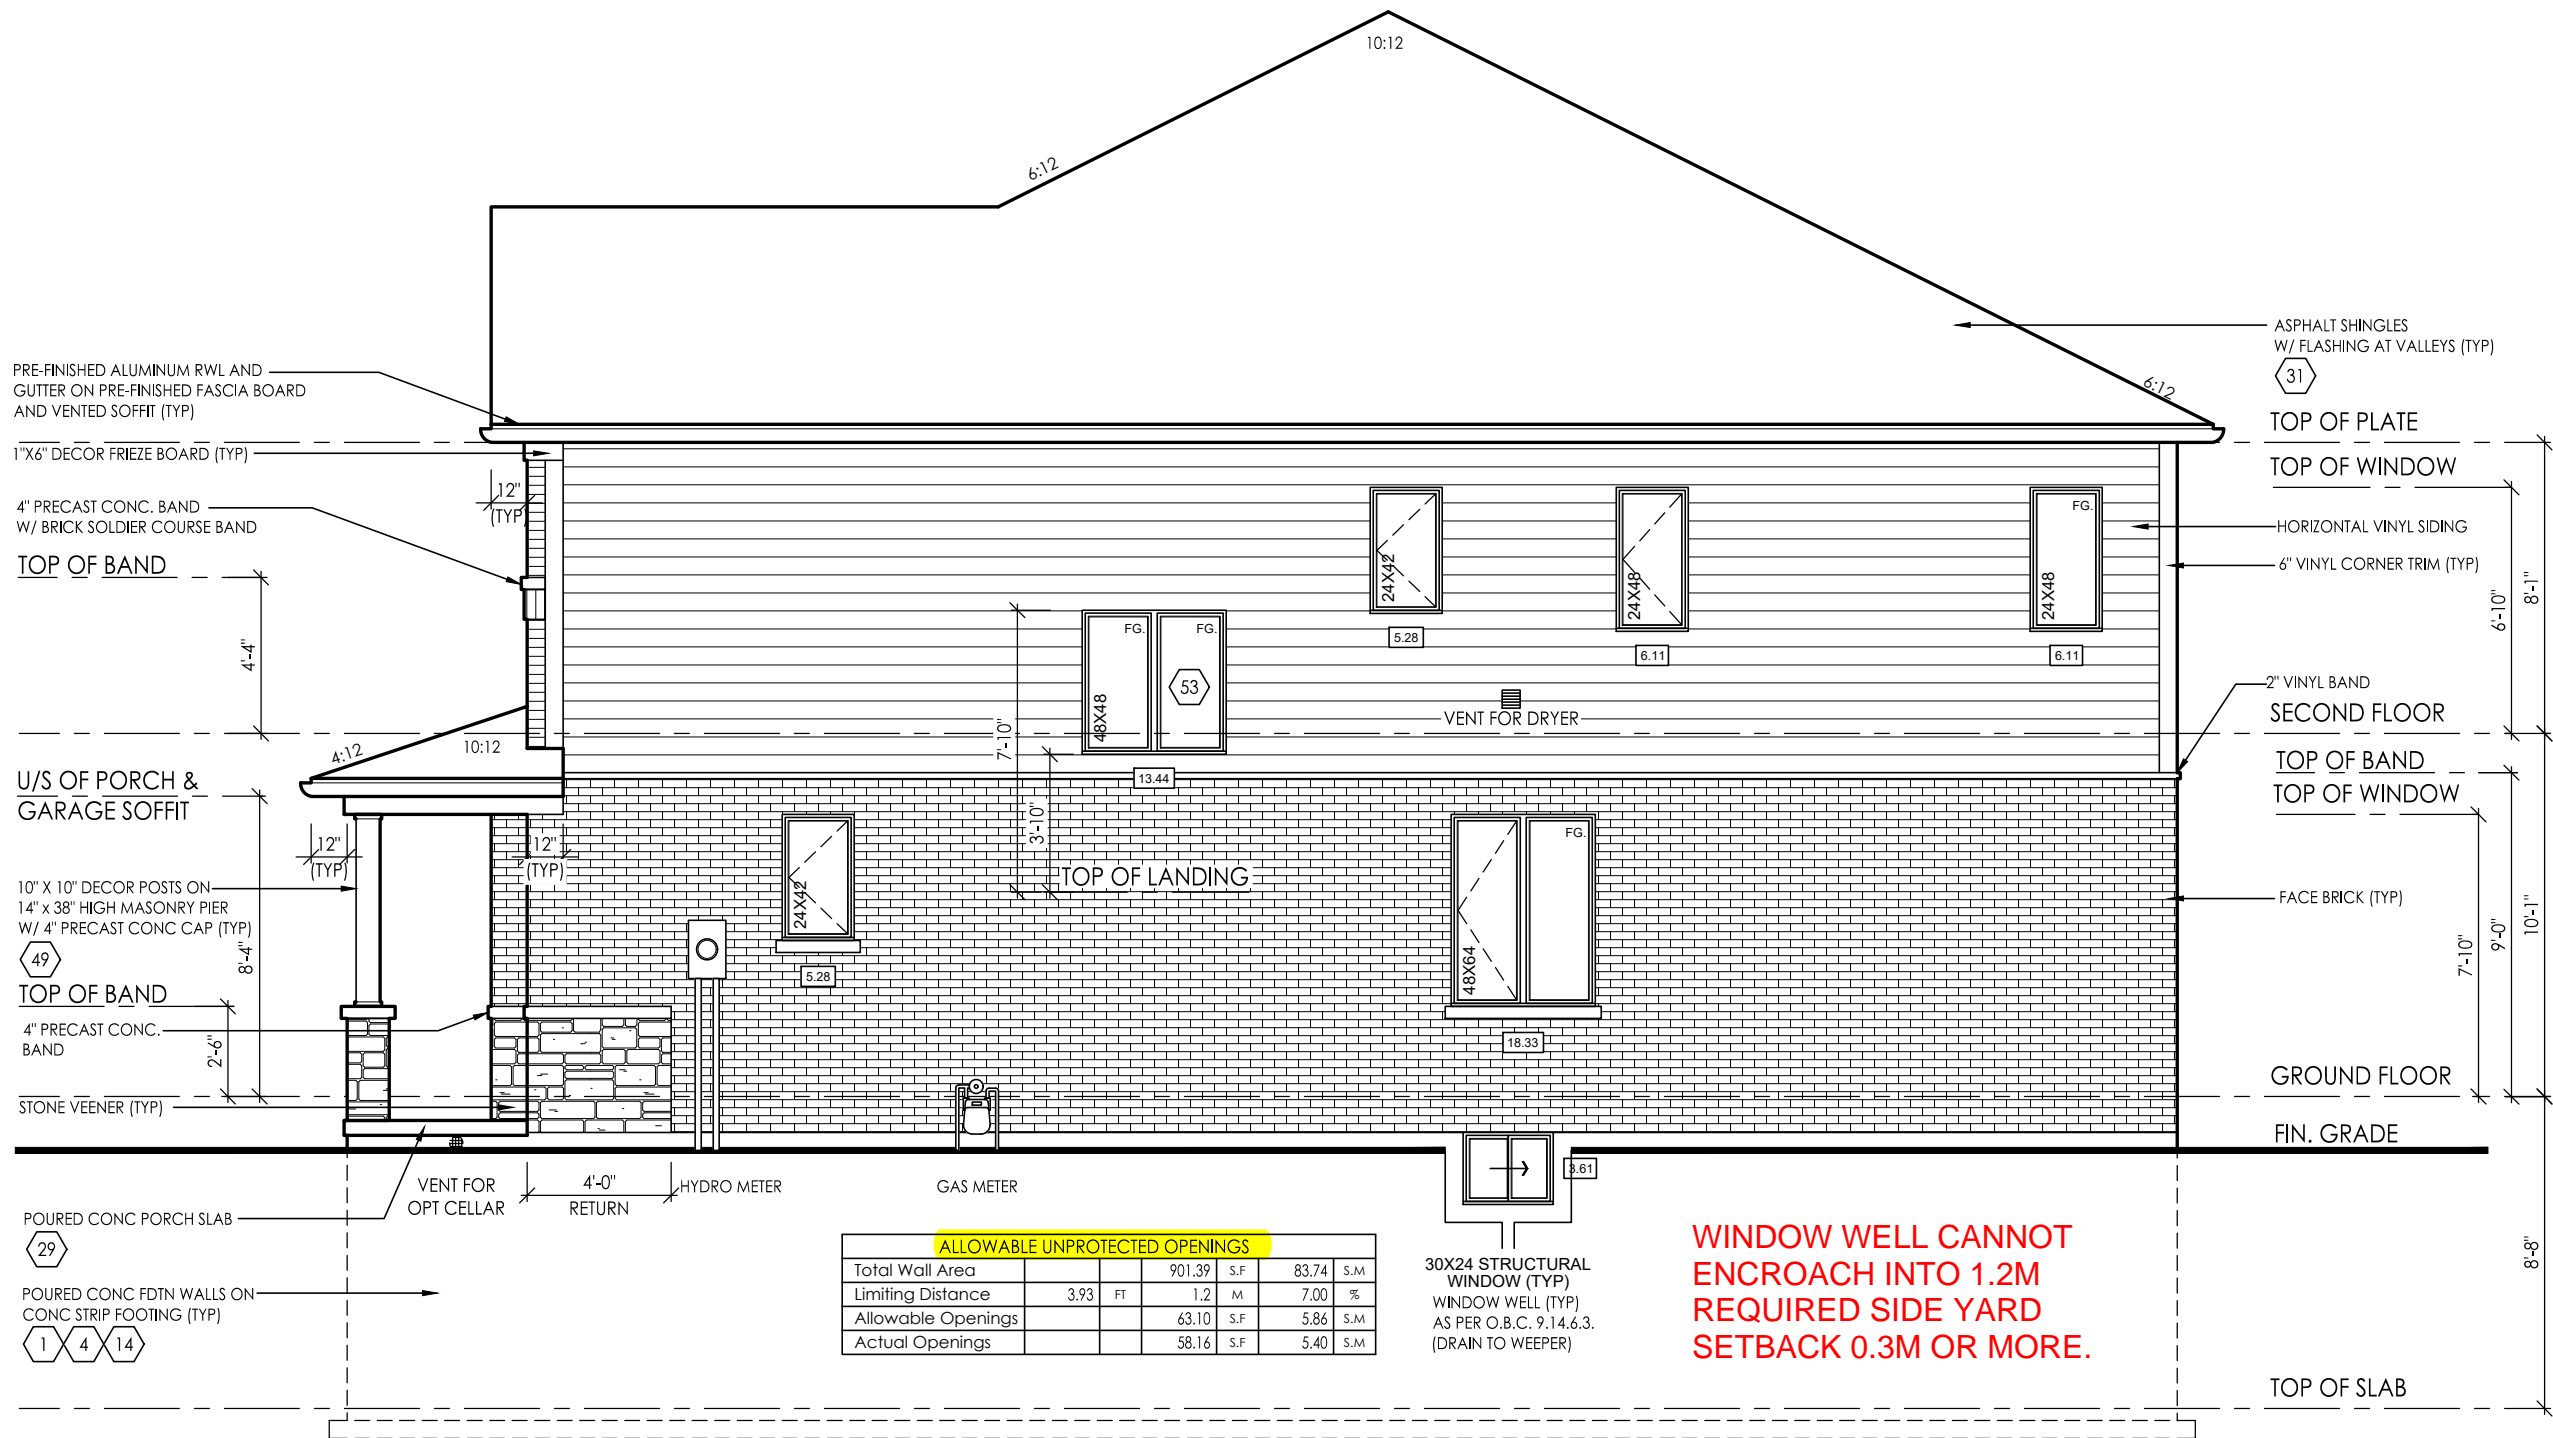 10:12
6:12
6:12
PRE-FINISHED ALUMINUM RWL AND
GUTTER ON PRE-FINISHED FASCIA BOARD
AND VENTED SOFFIT (TYP)
1"X6" DECOR FRIEZE BOARD (TYP)
4" PRECAST CONC. BAND
W/ BRICK SOLDIER COURSE BAND
TOP OF BAND
4'-4"
4:12
10:12
U/S OF PORCH &
GARAGE SOFFIT
10" X 10" DECOR POSTS ON
14" x 38" HIGH MASONRY PIER
W/ 4" PRECAST CONC CAP (TYP)
49
8'-4"
TOP OF BAND
4" PRECAST CONC.
BAND
2'-6"
STONE VEENER (TYP)
POURED CONC PORCH SLAB
29
POURED CONC FDTN WALLS ON
CONC STRIP FOOTING (TYP)
1 4 14
12"
(TYP)
12"
(TYP)
12"
(TYP)
24X42
5.28
24X48
6.11
FG.
24X48
6.11
FG.
FG.
53
48X48
13.44
7'-10"
3'-10"
VENT FOR DRYER
TOP OF LANDING
24X42
5.28
FG.
48X64
18.33
VENT FOR
OPT CELLAR
4'-0"
RETURN
HYDRO METER
GAS METER
3.61
30X24 STRUCTURAL
WINDOW (TYP)
WINDOW WELL (TYP)
AS PER O.B.C. 9.14.6.3.
(DRAIN TO WEEPER)
ALLOWABLE UNPROTECTED OPENINGS
Total Wall Area 901.39 S.F 83.74 S.M
Limiting Distance 3.93 FT 1.2 M 7.00 %
Allowable Openings 63.10 S.F 5.86 S.M
Actual Openings 58.16 S.F 5.40 S.M
WINDOW WELL CANNOT
ENCROACH INTO 1.2M
REQUIRED SIDE YARD
SETBACK 0.3M OR MORE.
ASPHALT SHINGLES
W/ FLASHING AT VALLEYS (TYP)
31
TOP OF PLATE
TOP OF WINDOW
HORIZONTAL VINYL SIDING
6" VINYL CORNER TRIM (TYP)
6'-10"
8'-1"
2" VINYL BAND
SECOND FLOOR
TOP OF BAND
TOP OF WINDOW
FACE BRICK (TYP)
7'-10"
9'-0"
10'-1"
GROUND FLOOR
FIN. GRADE
8'-8"
TOP OF SLAB